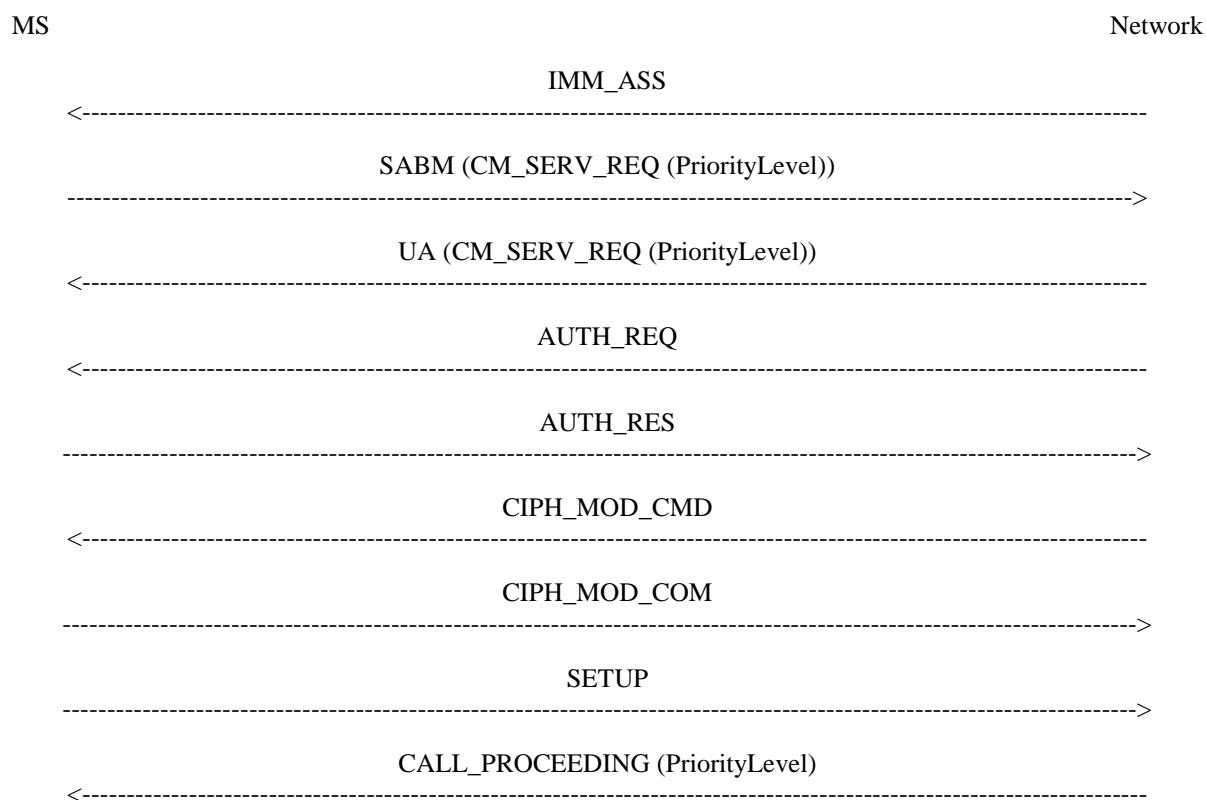 MS Network
IMM_ASS
<------------------------------------------------------------------------------------------------------------------------
SABM (CM_SERV_REQ (PriorityLevel))
------------------------------------------------------------------------------------------------------------------------>
UA (CM_SERV_REQ (PriorityLevel))
<------------------------------------------------------------------------------------------------------------------------
AUTH_REQ
<------------------------------------------------------------------------------------------------------------------------
AUTH_RES
------------------------------------------------------------------------------------------------------------------------->
CIPH_MOD_CMD
<------------------------------------------------------------------------------------------------------------------------
CIPH_MOD_COM
------------------------------------------------------------------------------------------------------------------------->
SETUP
------------------------------------------------------------------------------------------------------------------------->
CALL_PROCEEDING (PriorityLevel)
<------------------------------------------------------------------------------------------------------------------------